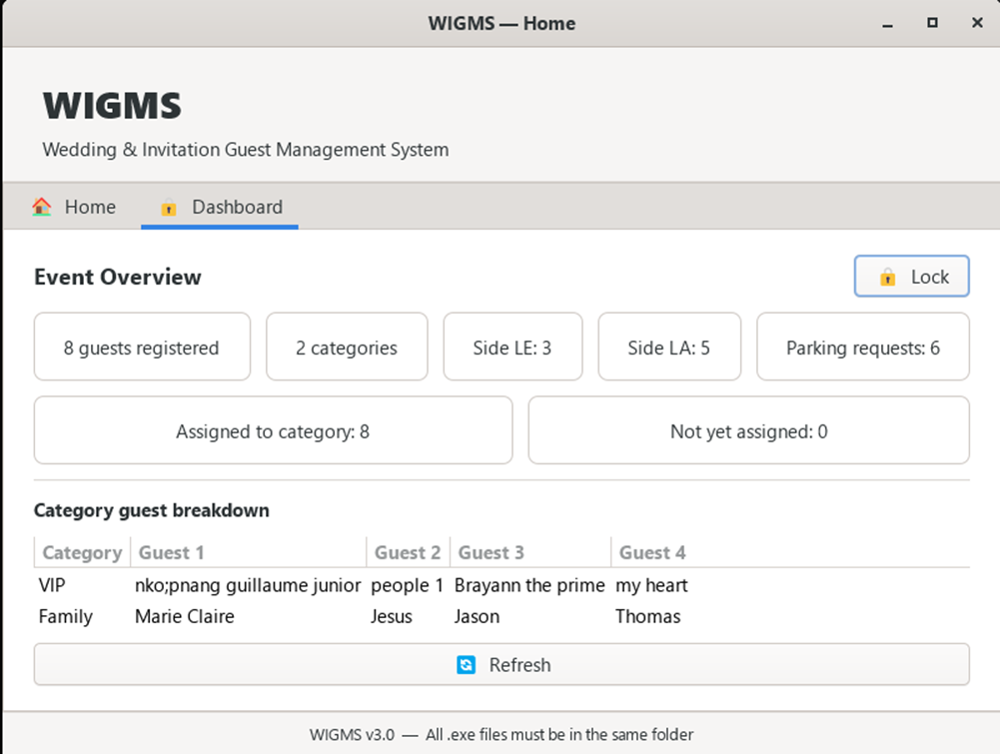 WIGMS — Home
WIGMS
Wedding & Invitation Guest Management System
Home Dashboard
Event Overview Lock
8 guests registered 2 categories Side LE: 3 Side LA: 5 Parking requests: 6
Assigned to category: 8 Not yet assigned: 0
Category guest breakdown
Category Guest 1 Guest 2 Guest 3 Guest 4
VIP nko;pnang guillaume junior people 1 Brayann the prime my heart
Family Marie Claire Jesus Jason Thomas
Refresh
WIGMS v3.0 — All .exe files must be in the same folder